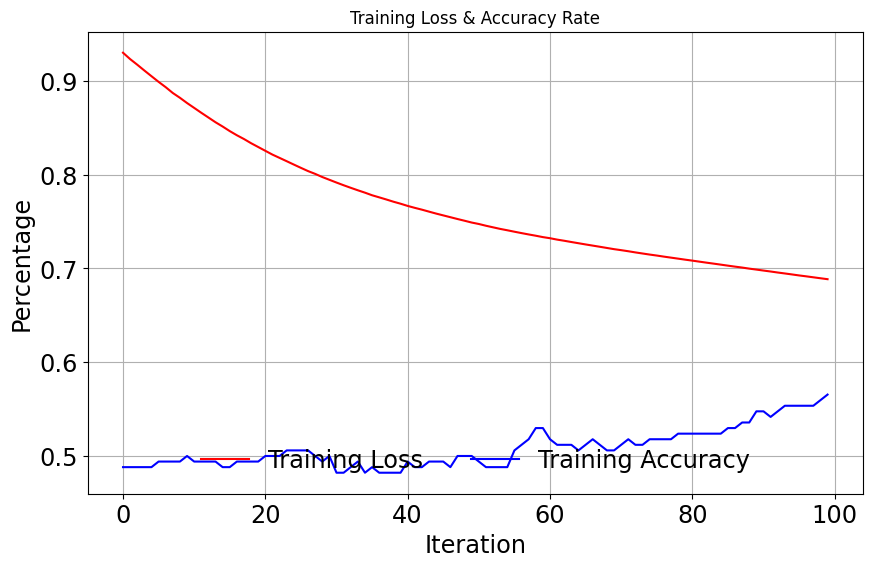 Training Loss & Accuracy Rate
Percentage
0.9
0.8
0.7
0.6
0.5
Training Loss Training Accuracy
0 20 40 60 80 100
Iteration